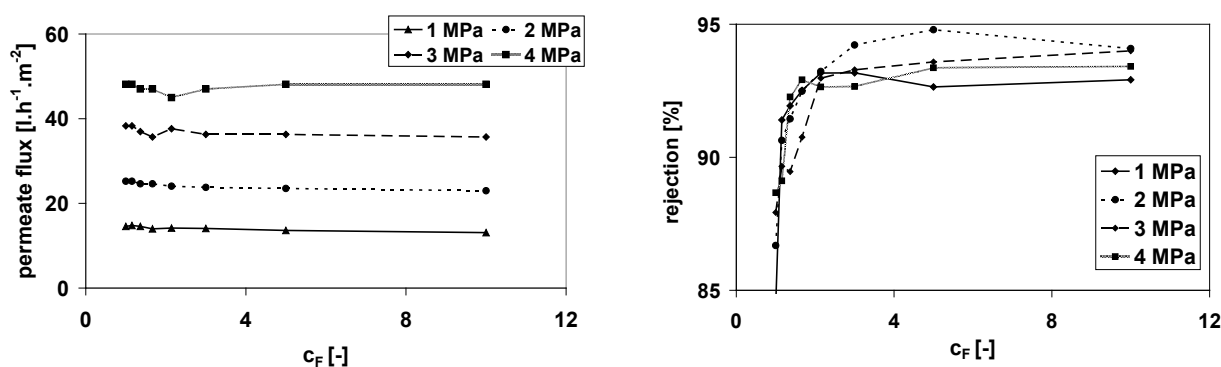 permeate flux [l.h⁻¹.m⁻²]
60
40
20
0
0 4 8 12
c_F [-]
1 MPa 2 MPa
3 MPa 4 MPa
rejection [%]
95
90
85
0 4 8 12
c_F [-]
1 MPa
2 MPa
3 MPa
4 MPa